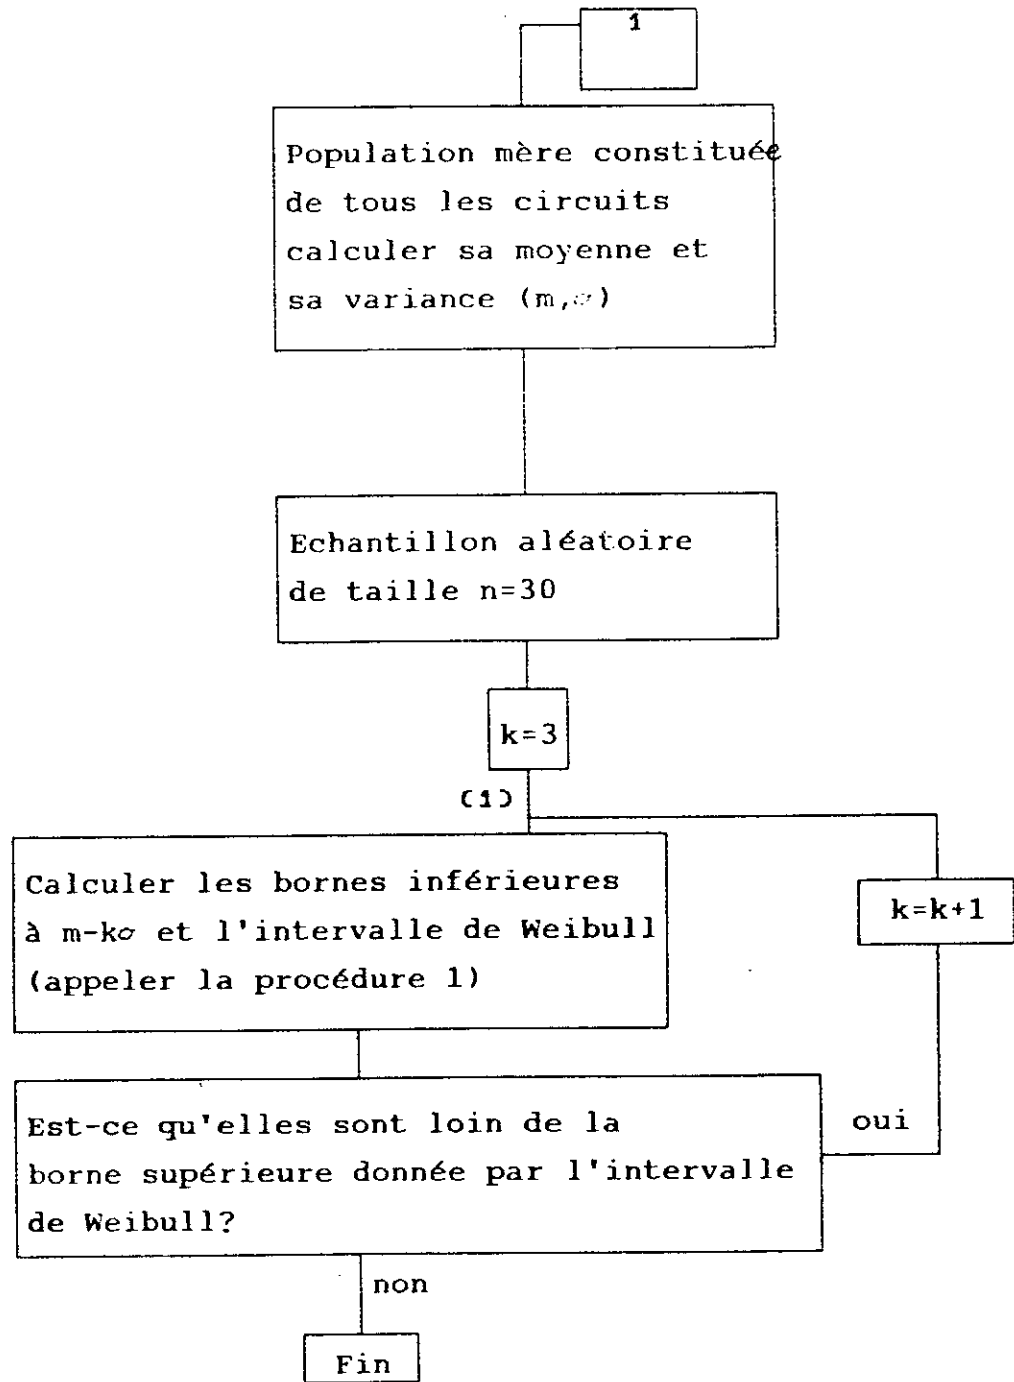 1
Population mère constituée
de tous les circuits
calculer sa moyenne et
sa variance (m,σ)
Echantillon aléatoire
de taille n=30
k=3
(1)
Calculer les bornes inférieures
à m-kσ et l'intervalle de Weibull
(appeler la procédure 1)
k=k+1
Est-ce qu'elles sont loin de la
borne supérieure donnée par l'intervalle
de Weibull?
oui
non
Fin